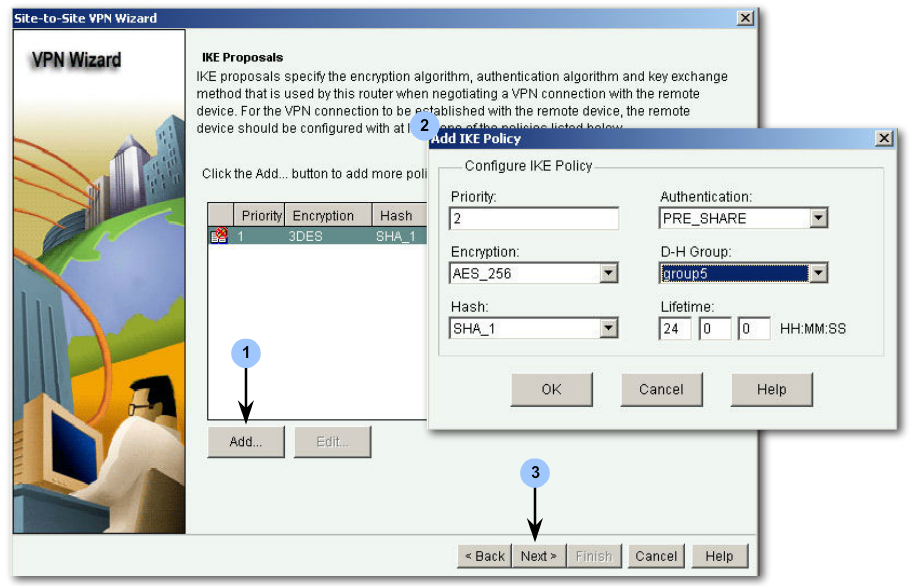 Site-to-Site VPN Wizard
VPN Wizard
IKE Proposals
IKE proposals specify the encryption algorithm, authentication algorithm and key exchange
method that is used by this router when negotiating a VPN connection with the remote
device. For the VPN connection to be established with the remote device, the remote
device should be configured with at one of the policies listed below
Click the Add... button to add more poli
Priority Encryption Hash
1 3DES SHA_1
1
Add... Edit...
2
Add IKE Policy
Configure IKE Policy
Priority: Authentication:
2 PRE_SHARE
Encryption: D-H Group:
AES_256 group5
Hash: Lifetime:
SHA_1 24 0 0 HH:MM:SS
OK Cancel Help
3
< Back Next > Finish Cancel Help